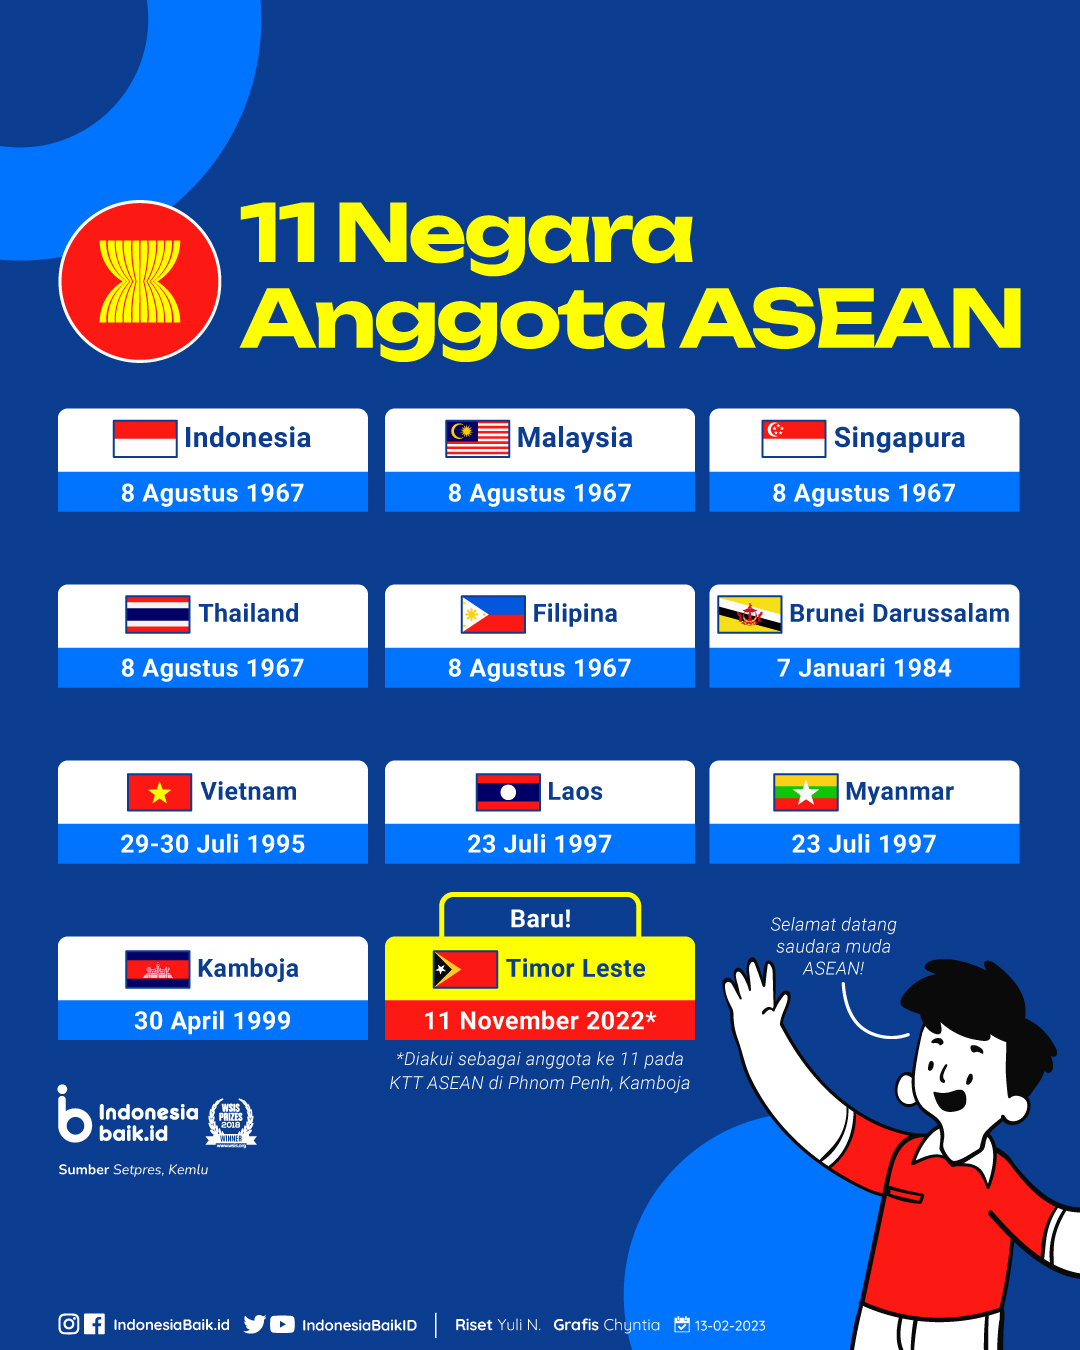 11 Negara
Anggota ASEAN
Indonesia
8 Agustus 1967
Malaysia
8 Agustus 1967
Singapura
8 Agustus 1967
Thailand
8 Agustus 1967
Filipina
8 Agustus 1967
Brunei Darussalam
7 Januari 1984
Vietnam
29-30 Juli 1995
Laos
23 Juli 1997
Myanmar
23 Juli 1997
Kamboja
30 April 1999
Baru!
Timor Leste
11 November 2022*
*Diakui sebagai anggota ke 11 pada
KTT ASEAN di Phnom Penh, Kamboja
Selamat datang
saudara muda
ASEAN!
Indonesia
baik.id
WSIS
PRIZES
2018
WINNER
www.wsis.org
Sumber Setpres, Kemlu
IndonesiaBaik.id
IndonesiaBaikID
Riset Yuli N.
Grafis Chyntia
13-02-2023